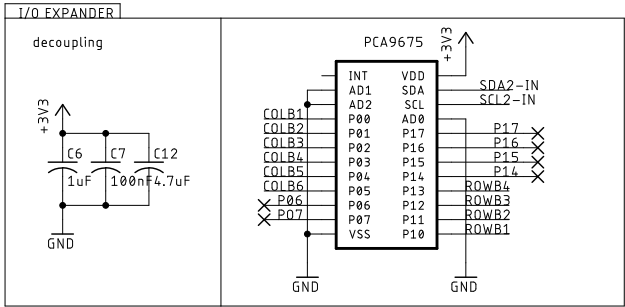 I/O EXPANDER
decoupling
+3V3
C6
C7
C12
1uF
100nF
4.7uF
GND
PCA9675
+3V3
INT VDD
AD1 SDA SDA2-IN
AD2 SCL SCL2-IN
COLB1 P00 AD0
COLB2 P01 P17 P17
COLB3 P02 P16 P16
COLB4 P03 P15 P15
COLB5 P04 P14 P14
COLB6 P05 P13 ROWB4
P06 P06 P12 ROWB3
PO7 P07 P11 ROWB2
VSS P10 ROWB1
GND GND